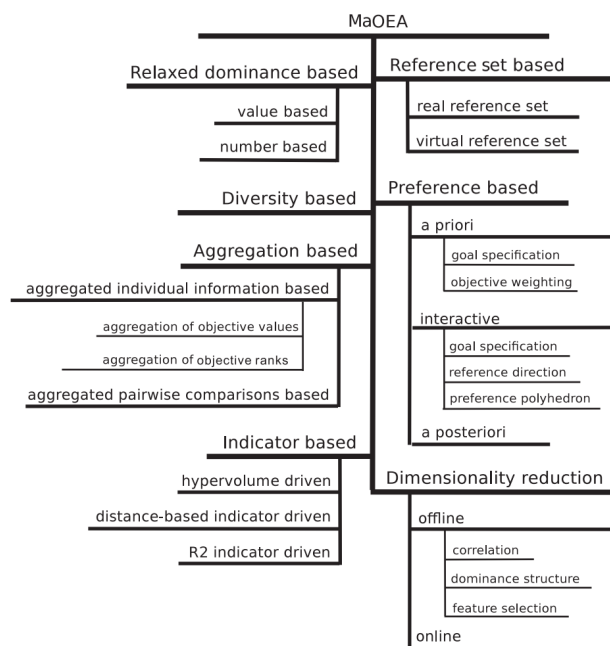 MaOEA
Relaxed dominance based
value based
number based
Diversity based
Aggregation based
aggregated individual information based
aggregation of objective values
aggregation of objective ranks
aggregated pairwise comparisons based
Indicator based
hypervolume driven
distance-based indicator driven
R2 indicator driven
Reference set based
real reference set
virtual reference set
Preference based
a priori
goal specification
objective weighting
interactive
goal specification
reference direction
preference polyhedron
a posteriori
Dimensionality reduction
offline
correlation
dominance structure
feature selection
online